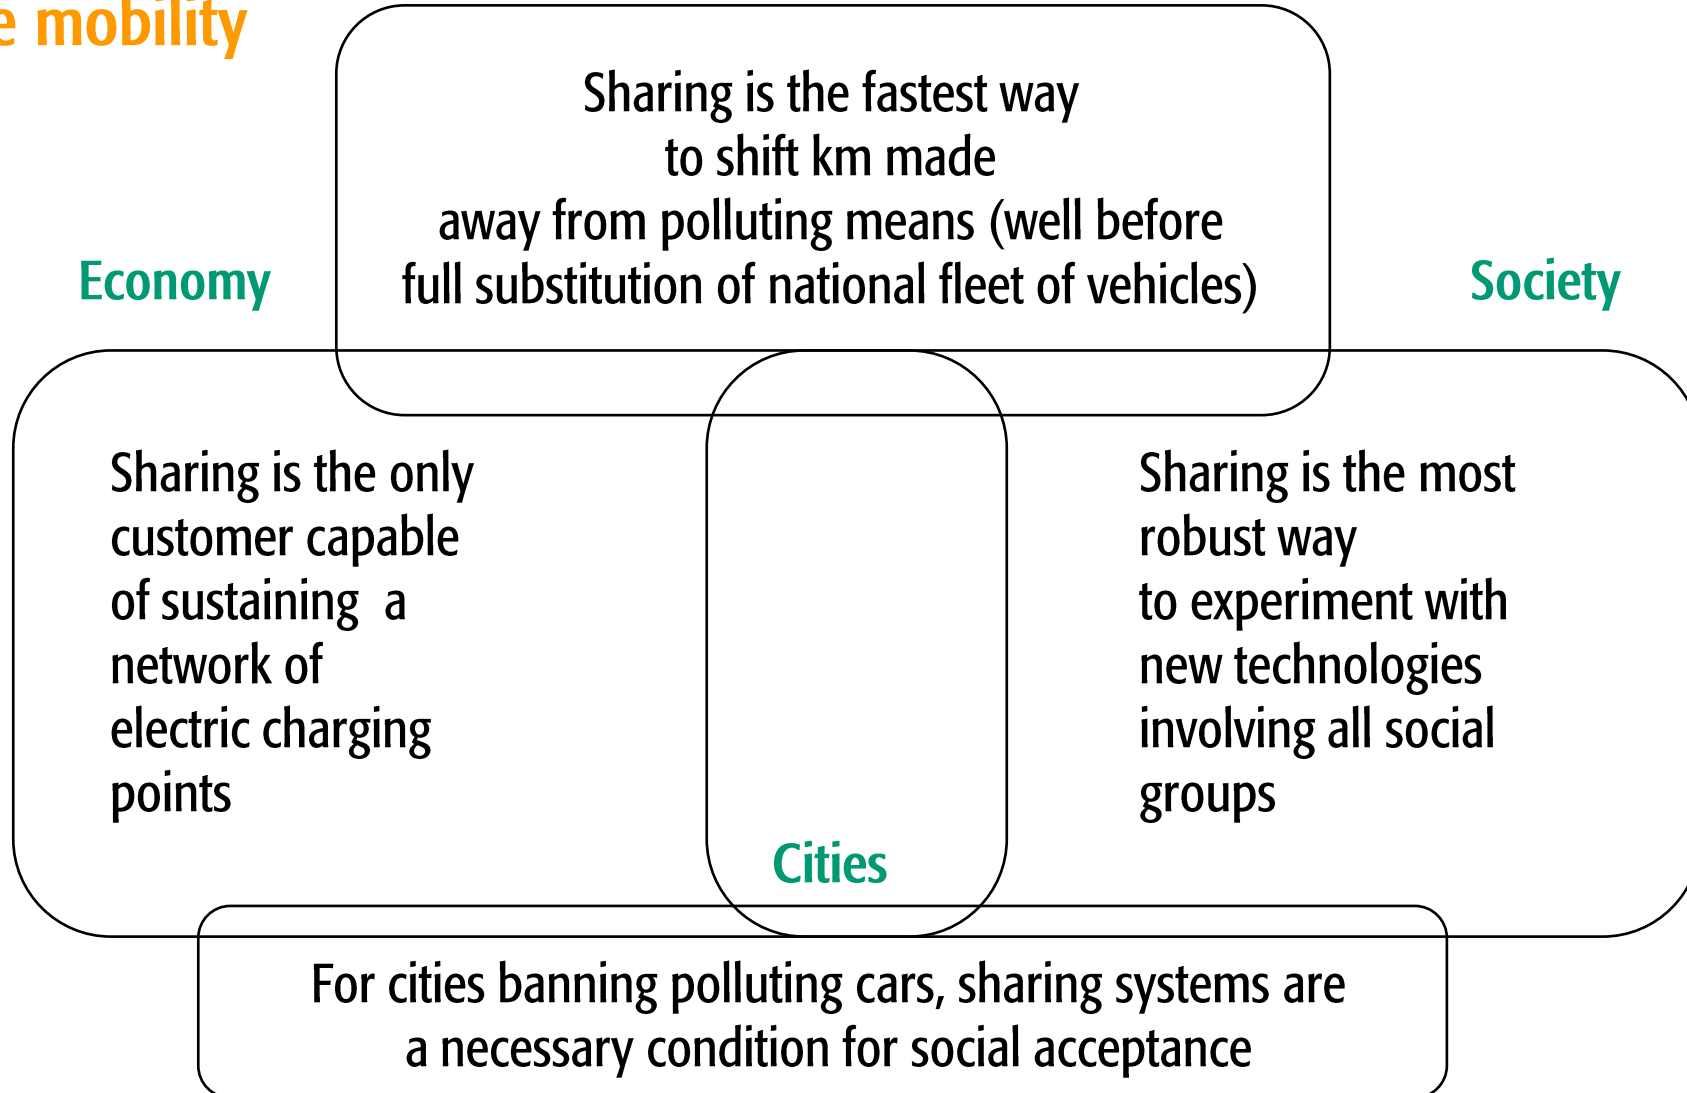 e mobility
Sharing is the fastest way
to shift km made
away from polluting means (well before
full substitution of national fleet of vehicles)
Economy
Society
Sharing is the only
customer capable
of sustaining  a
network of
electric charging
points
Sharing is the most
robust way
to experiment with
new technologies
involving all social
groups
Cities
For cities banning polluting cars, sharing systems are
a necessary condition for social acceptance